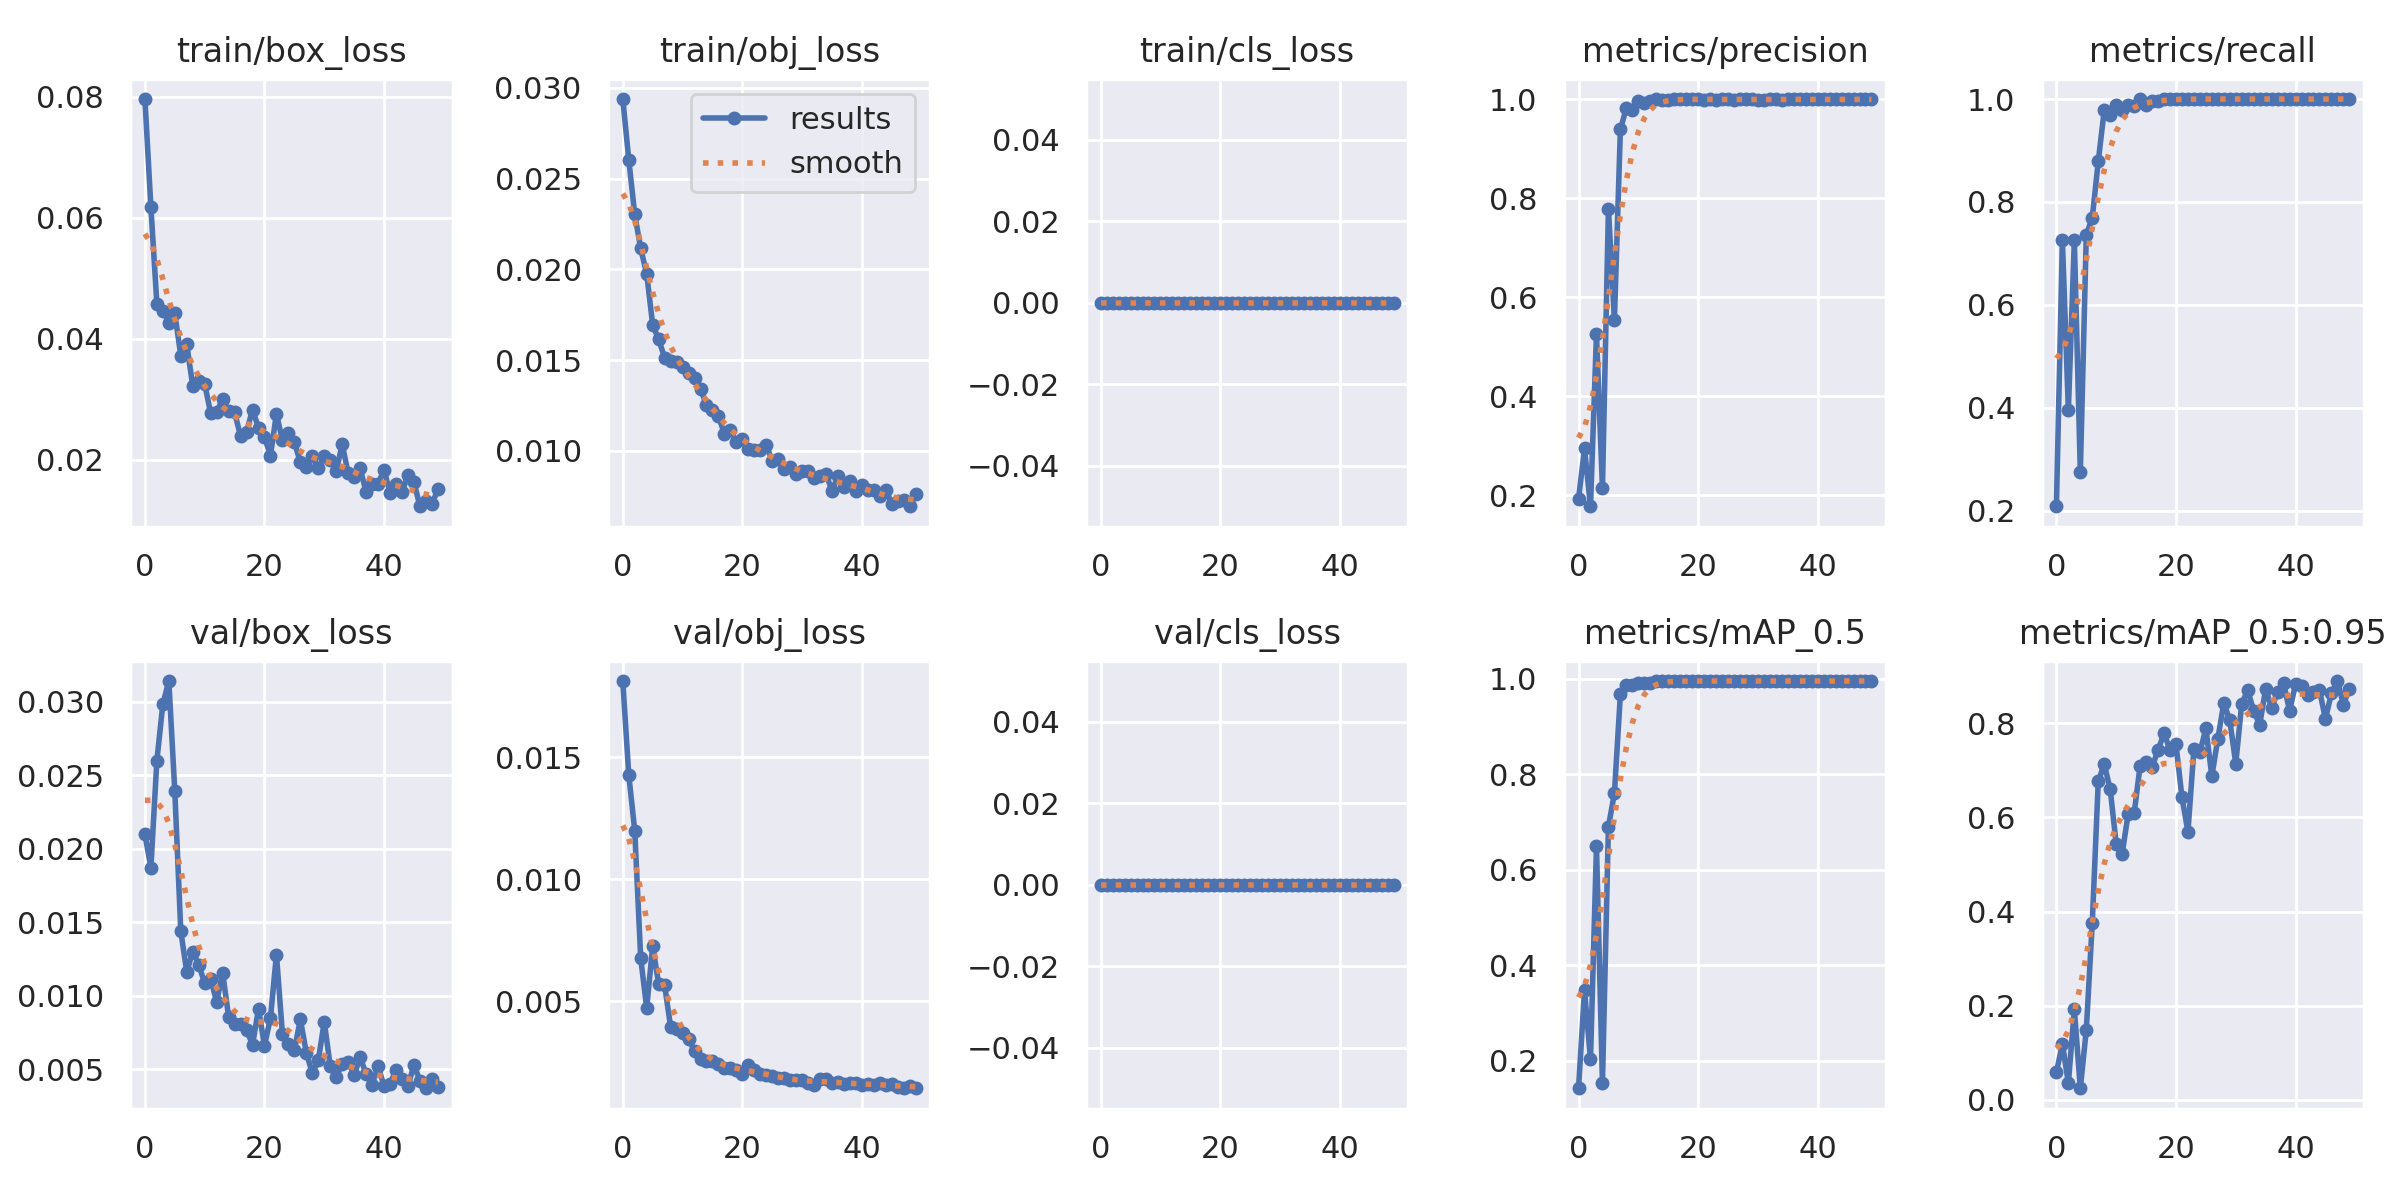 train/box_loss
0.08
0.06
0.04
0.02
0 20 40
train/obj_loss
results
smooth
0.030
0.025
0.020
0.015
0.010
0 20 40
train/cls_loss
0.04
0.02
0.00
−0.02
−0.04
0 20 40
metrics/precision
1.0
0.8
0.6
0.4
0.2
0 20 40
metrics/recall
1.0
0.8
0.6
0.4
0.2
0 20 40
val/box_loss
0.030
0.025
0.020
0.015
0.010
0.005
0 20 40
val/obj_loss
0.015
0.010
0.005
0 20 40
val/cls_loss
0.04
0.02
0.00
−0.02
−0.04
0 20 40
metrics/mAP_0.5
1.0
0.8
0.6
0.4
0.2
0 20 40
metrics/mAP_0.5:0.95
0.8
0.6
0.4
0.2
0.0
0 20 40